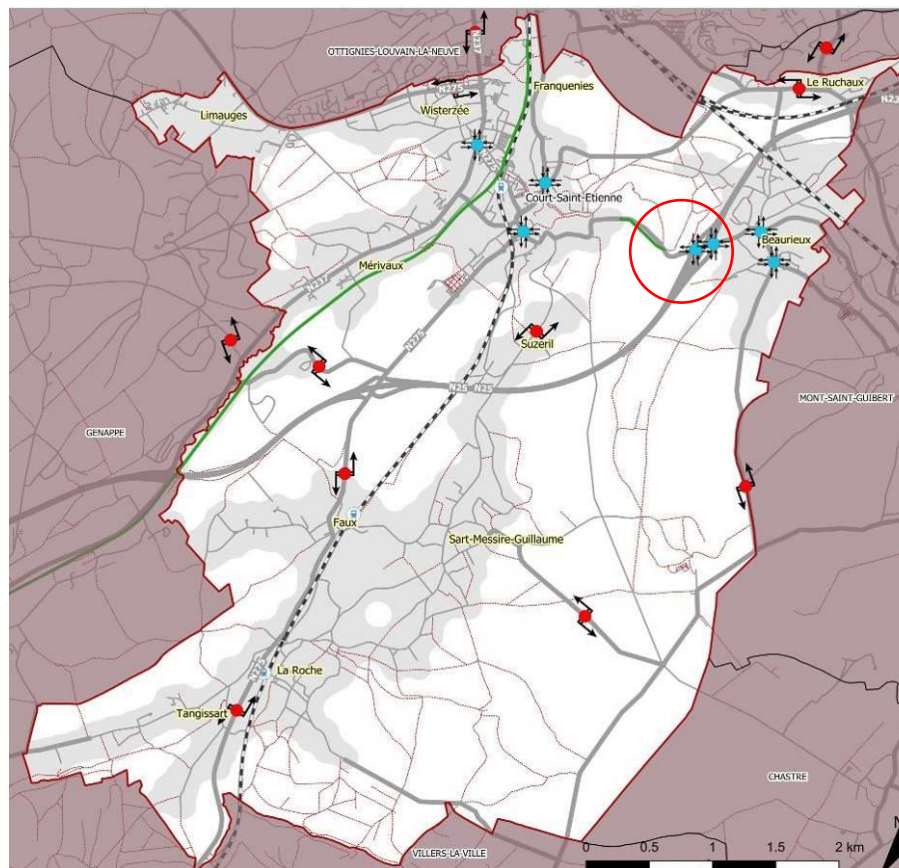 N237
OTTIGNIES-LOUVAIN-LA-NEUVE
N275
Wisterzée
Franquenies
Le Ruchaux
Limauges
Court-Saint-Etienne
Beaurieux
Mérivaux
N237
N275
Suzeril
N25 N25
MONT-SAINT-GUIBERT
GENAPPE
Faux
Sart-Messire-Guillaume
La Roche
Tangissart
CHASTRE
VILLERS-LA-VILLE
N
0 0.5 1 1.5 2 km